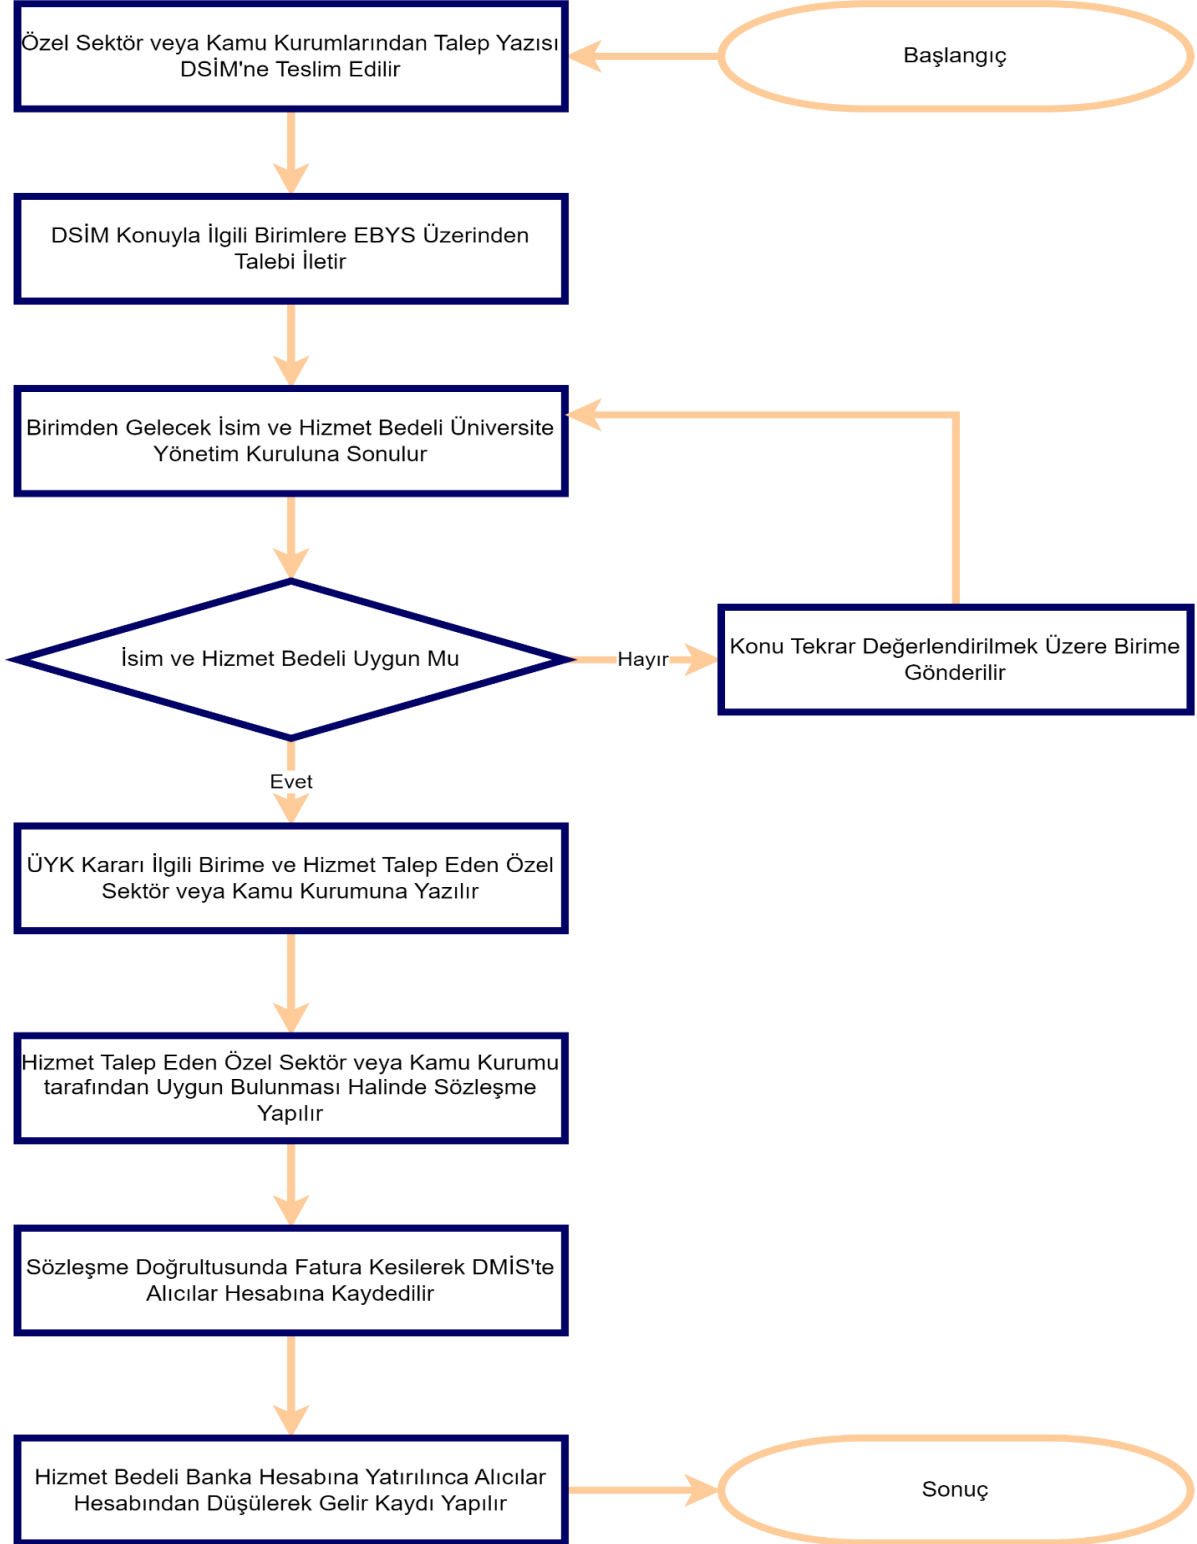 Başlangıç
Özel Sektör veya Kamu Kurumlarından Talep Yazısı
DSİM'ne Teslim Edilir
DSİM Konuyla İlgili Birimlere EBYS Üzerinden
Talebi İletir
Birimden Gelecek İsim ve Hizmet Bedeli Üniversite
Yönetim Kuruluna Sonulur
İsim ve Hizmet Bedeli Uygun Mu
Hayır
Konu Tekrar Değerlendirilmek Üzere Birime
Gönderilir
Evet
ÜYK Kararı İlgili Birime ve Hizmet Talep Eden Özel
Sektör veya Kamu Kurumuna Yazılır
Hizmet Talep Eden Özel Sektör veya Kamu Kurumu
tarafından Uygun Bulunması Halinde Sözleşme
Yapılır
Sözleşme Doğrultusunda Fatura Kesilerek DMİS'te
Alıcılar Hesabına Kaydedilir
Hizmet Bedeli Banka Hesabına Yatırılınca Alıcılar
Hesabından Düşülerek Gelir Kaydı Yapılır
Sonuç